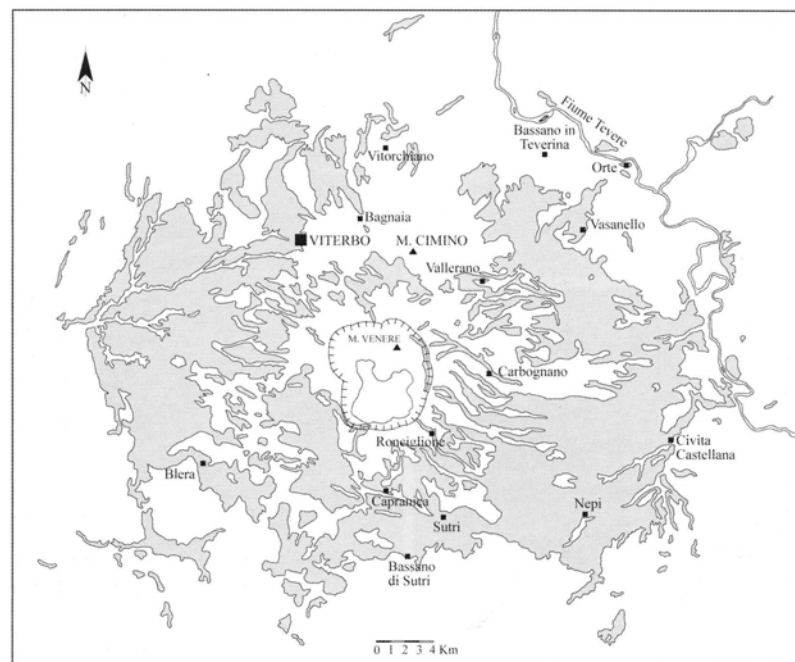 N
Fiume Tevere
Bassano in
Teverina
Orte
Vitorchiano
Bagnaia
Vasanello
VITERBO
M. CIMINO
Vallerano
M. VENERE
Carbognano
Ronciglione
Civita
Castellana
Blera
Capranica
Nepi
Sutri
Bassano
di Sutri
0 1 2 3 4 Km